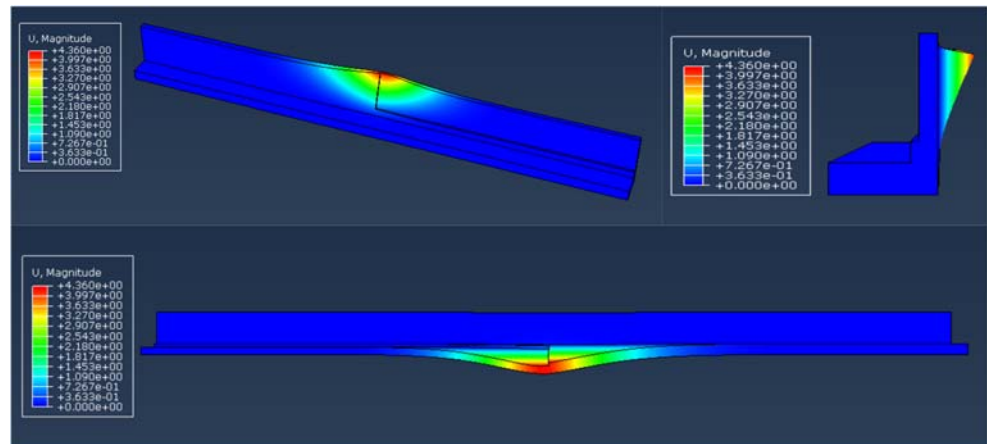 U, Magnitude
+4.360e+00
+3.997e+00
+3.633e+00
+3.270e+00
+2.907e+00
+2.543e+00
+2.180e+00
+1.817e+00
+1.453e+00
+1.090e+00
+7.267e-01
+3.633e-01
+0.000e+00
U, Magnitude
+4.360e+00
+3.997e+00
+3.633e+00
+3.270e+00
+2.907e+00
+2.543e+00
+2.180e+00
+1.817e+00
+1.453e+00
+1.090e+00
+7.267e-01
+3.633e-01
+0.000e+00
U, Magnitude
+4.360e+00
+3.997e+00
+3.633e+00
+3.270e+00
+2.907e+00
+2.543e+00
+2.180e+00
+1.817e+00
+1.453e+00
+1.090e+00
+7.267e-01
+3.633e-01
+0.000e+00